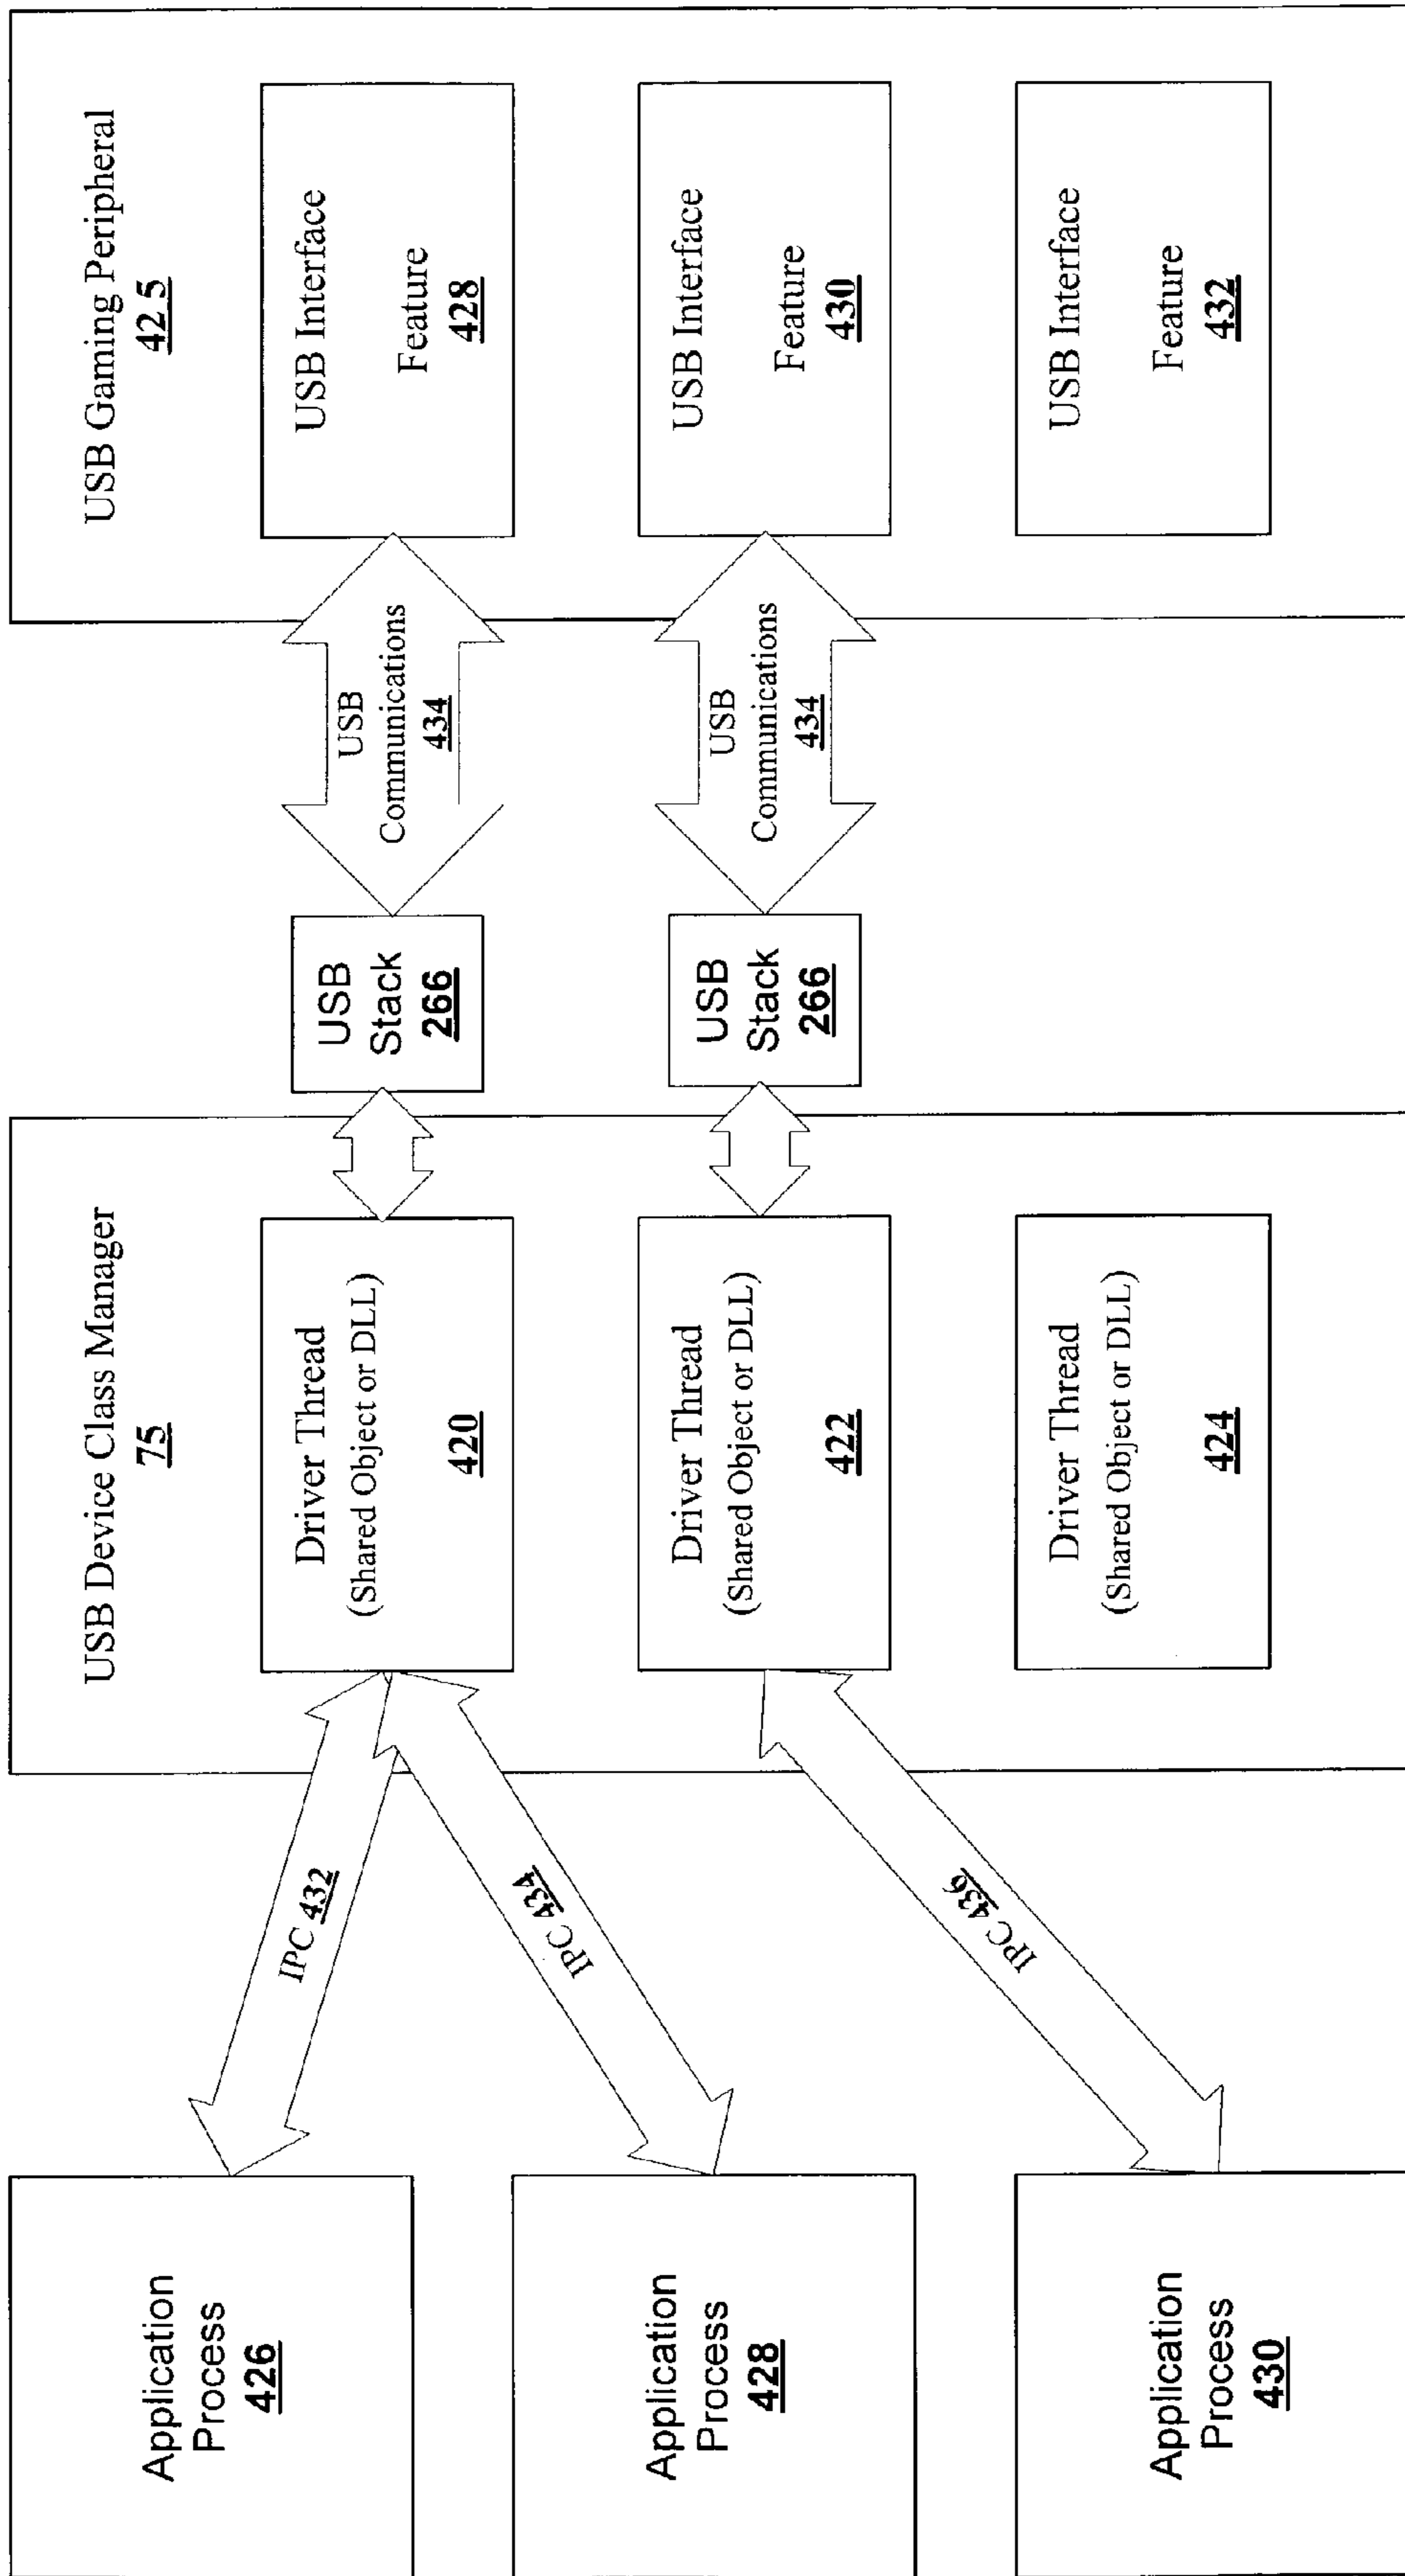 USB Gaming Peripheral
425
USB Interface
Feature
428
USB Interface
Feature
430
USB Interface
Feature
432
USB
Communications
434
USB
Communications
434
USB
Stack
266
USB
Stack
266
USB Device Class Manager
75
Driver Thread
(Shared Object or DLL)
420
Driver Thread
(Shared Object or DLL)
422
Driver Thread
(Shared Object or DLL)
424
IPC 432
IPC 434
IPC 436
Application
Process
426
Application
Process
428
Application
Process
430